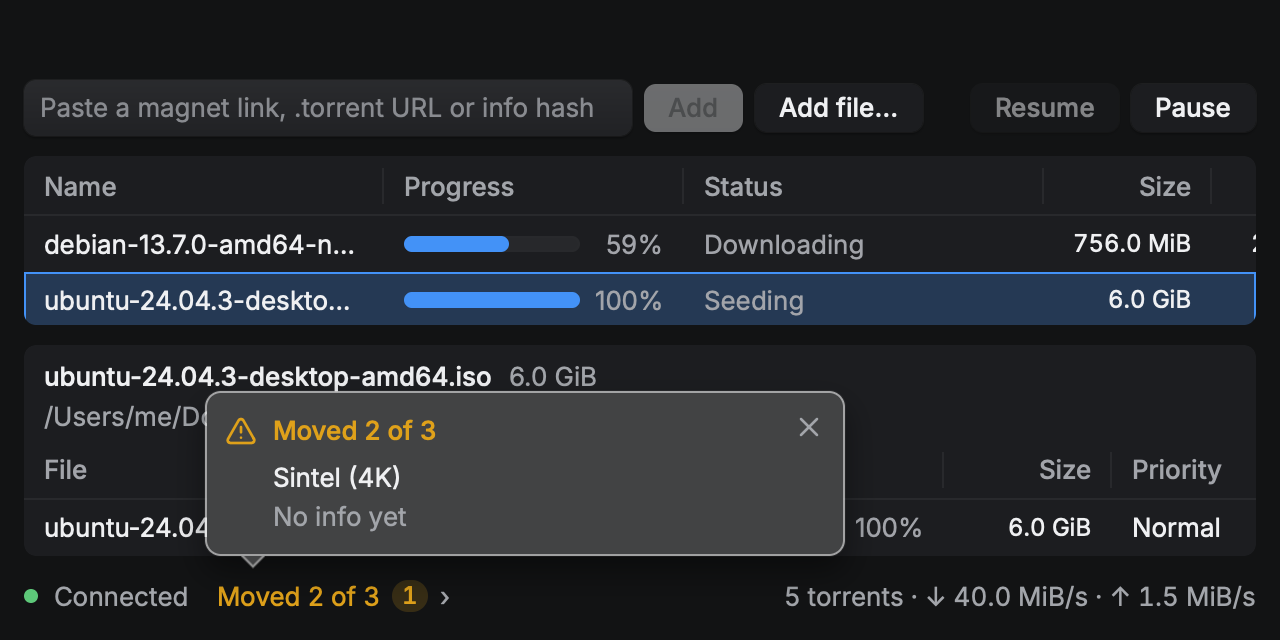 Paste a magnet link, .torrent URL or info hash Add Add file... Resume Pause
Name Progress Status Size
debian-13.7.0-amd64-n... 59% Downloading 756.0 MiB
ubuntu-24.04.3-deskto... 100% Seeding 6.0 GiB
ubuntu-24.04.3-desktop-amd64.iso 6.0 GiB
/Users/me/
Moved 2 of 3
Sintel (4K)
No info yet
File Size Priority
ubuntu-24.04 100% 6.0 GiB Normal
Connected Moved 2 of 3 1 › 5 torrents · ↓ 40.0 MiB/s · ↑ 1.5 MiB/s